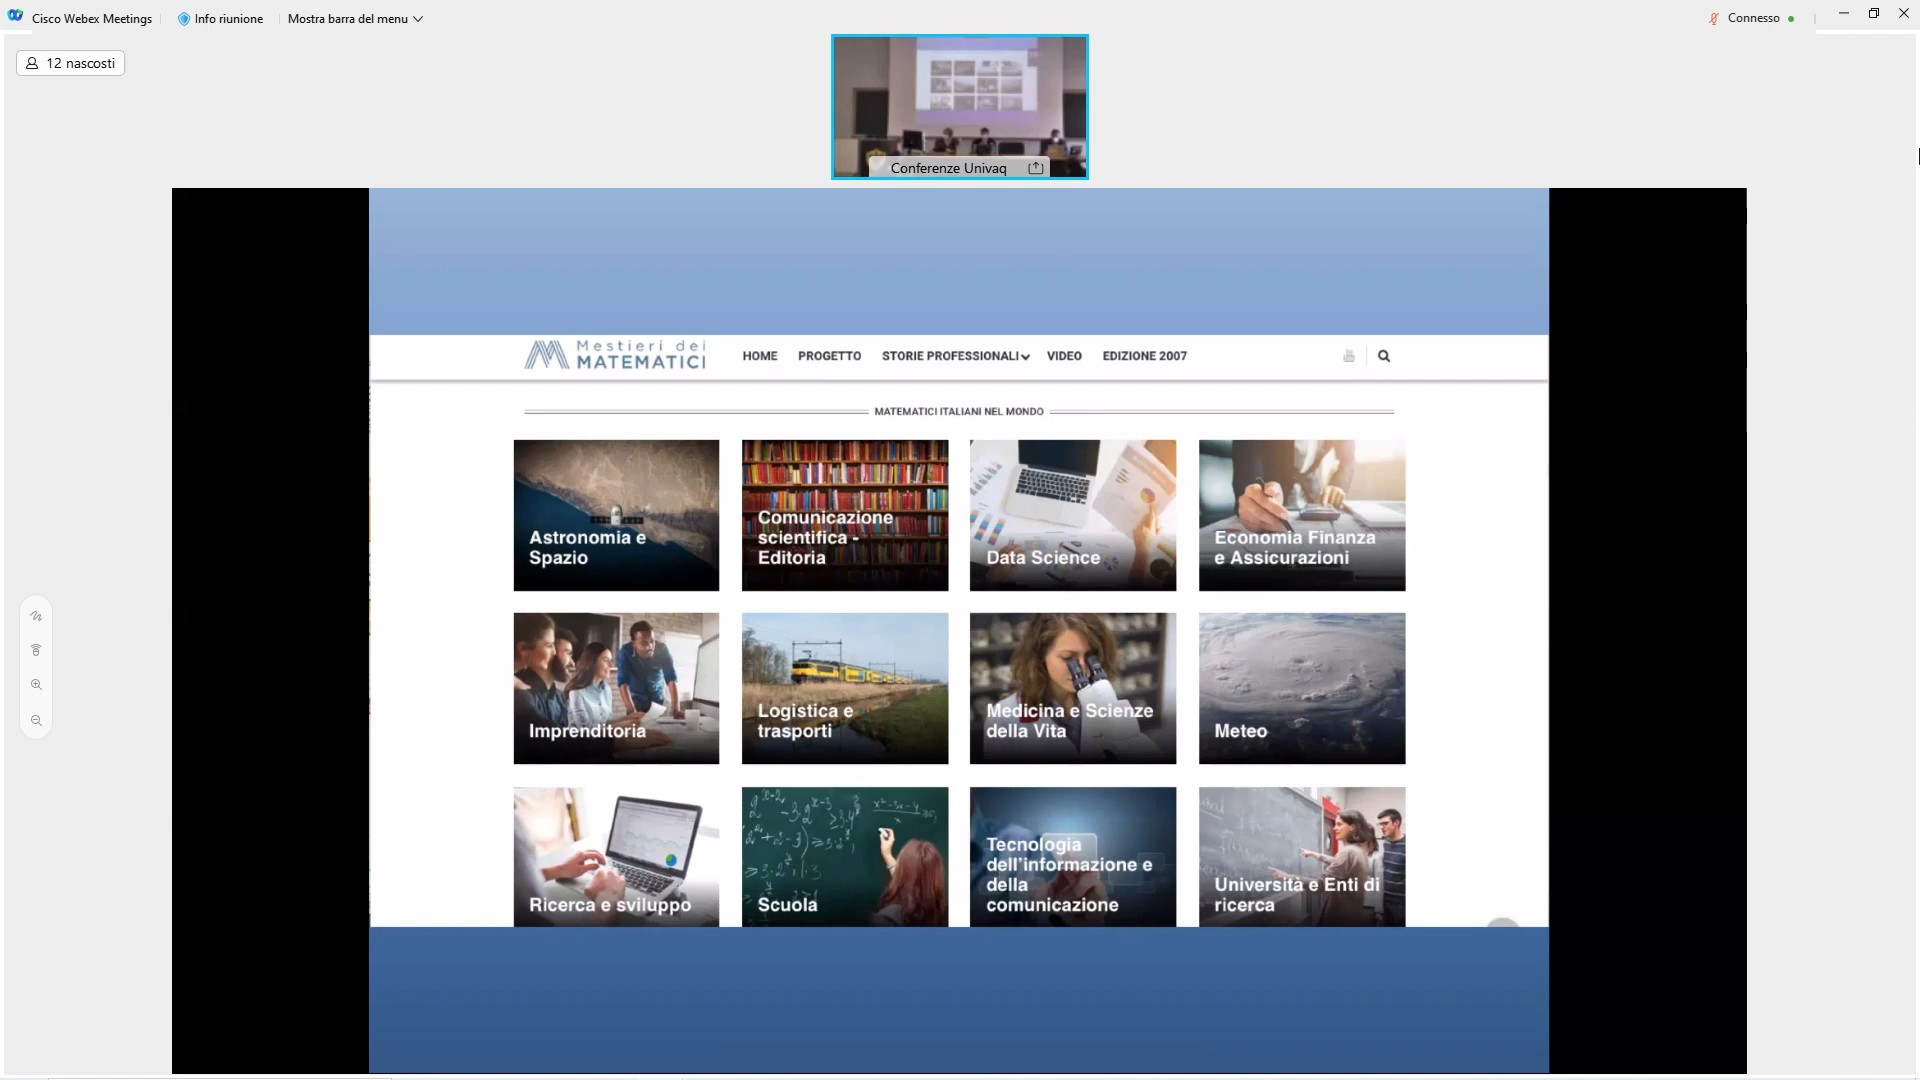 Cisco Webex Meetings
Info riunione
Mostra barra del menu
Connesso
12 nascosti
Conferenze Univaq
Mestieri dei
MATEMATICI
HOME
PROGETTO
STORIE PROFESSIONALI
VIDEO
EDIZIONE 2007
MATEMATICI ITALIANI NEL MONDO
Astronomia e
Spazio
Comunicazione
scientifica -
Editoria
Data Science
Economia Finanza
e Assicurazioni
Imprenditoria
Logistica e
trasporti
Medicina e Scienze
della Vita
Meteo
Ricerca e sviluppo
Scuola
Tecnologia
dell'informazione e
della
comunicazione
Università e Enti di
ricerca